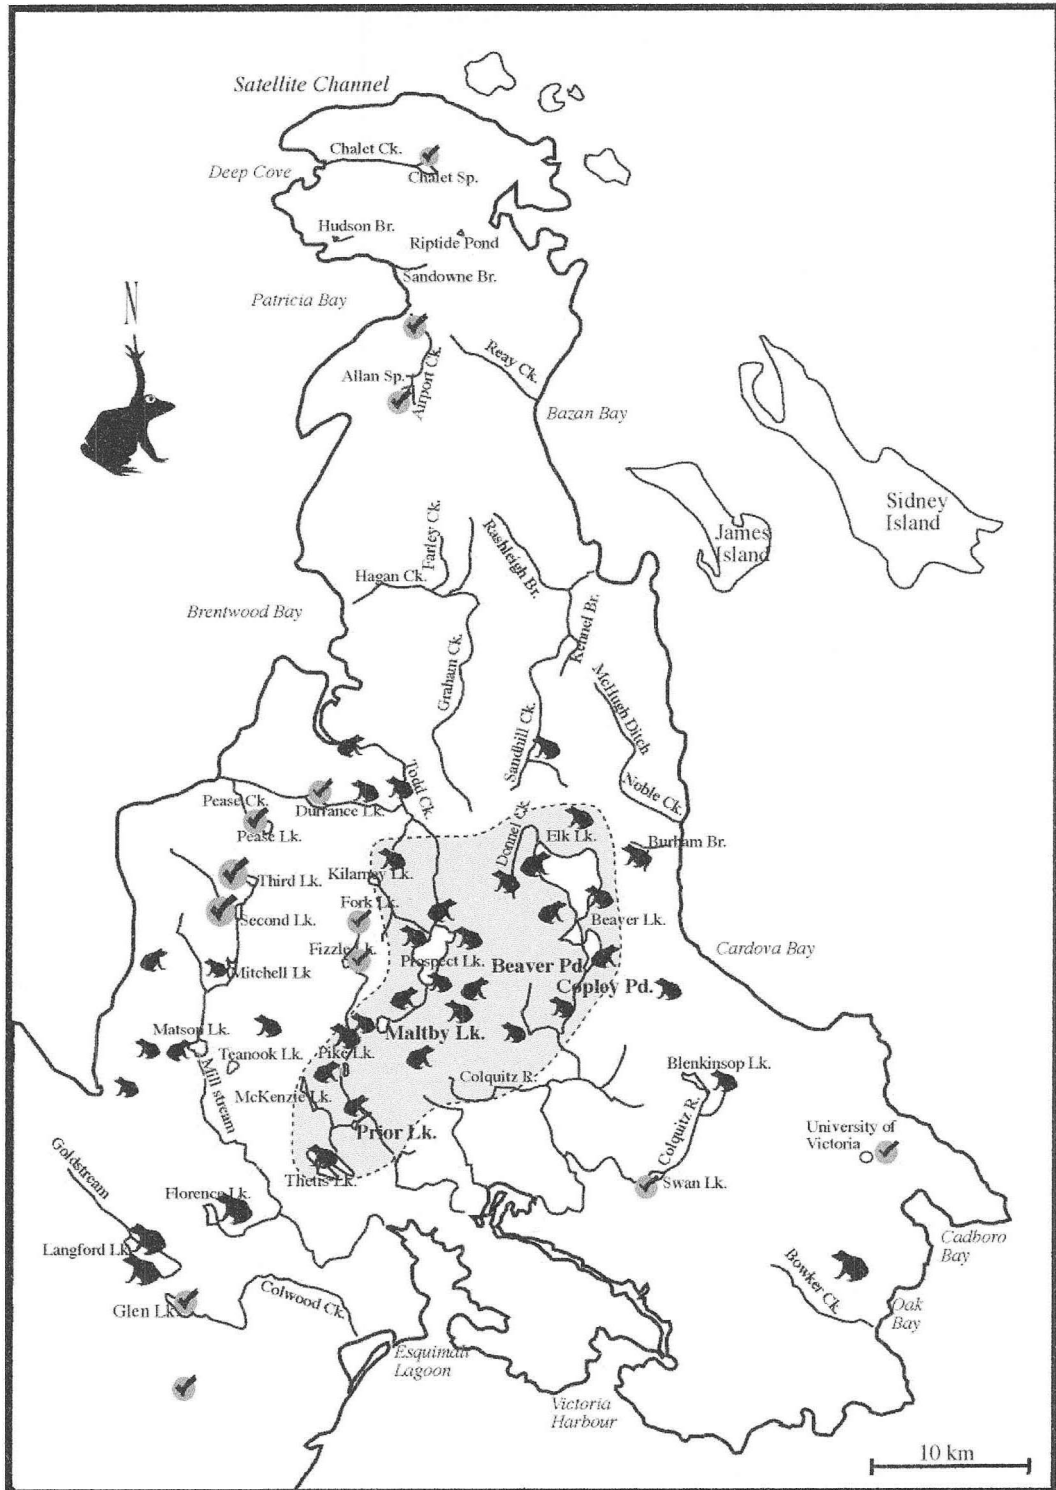 Satellite Channel
Chalet Ck.
Deep Cove
Chalet Sp.
Hudson Br.
Riptide Pond
Sandowne Br.
Patricia Bay
N
Reay Ck.
Allan Sp.
Airport Ck.
Bazan Bay
Sidney
Island
James
Island
Farley Ck.
Rashleigh Br.
Hagan Ck.
Brentwood Bay
Kennel Br.
Graham Ck.
McHugh Ditch
Sandhill Ck.
Todd Ck.
Noble Ck.
Pease Ck.
Durrance Lk.
Pease Lk.
Donnel Ck.
Elk Lk.
Burham Br.
Kilarney Lk.
Third Lk.
Fork Lk.
Second Lk.
Beaver Lk.
Fizzle Lk.
Cardova Bay
Prospect Lk.
Beaver Pd.
Mitchell Lk
Copley Pd.
Matson Lk.
Maltby Lk.
Teanook Lk.
Pike Lk.
Blenkinsop Lk.
Mill stream
McKenzie Lk.
Colquitz R.
Colquitz R.
University of
Victoria
Prior Lk.
Goldstream
Thetis Lk.
Swan Lk.
Florence Lk.
Langford Lk.
Cadboro
Bay
Bowker Ck.
Colwood Ck.
Glen Lk.
Oak
Bay
Esquimalt
Lagoon
Victoria
Harbour
10 km